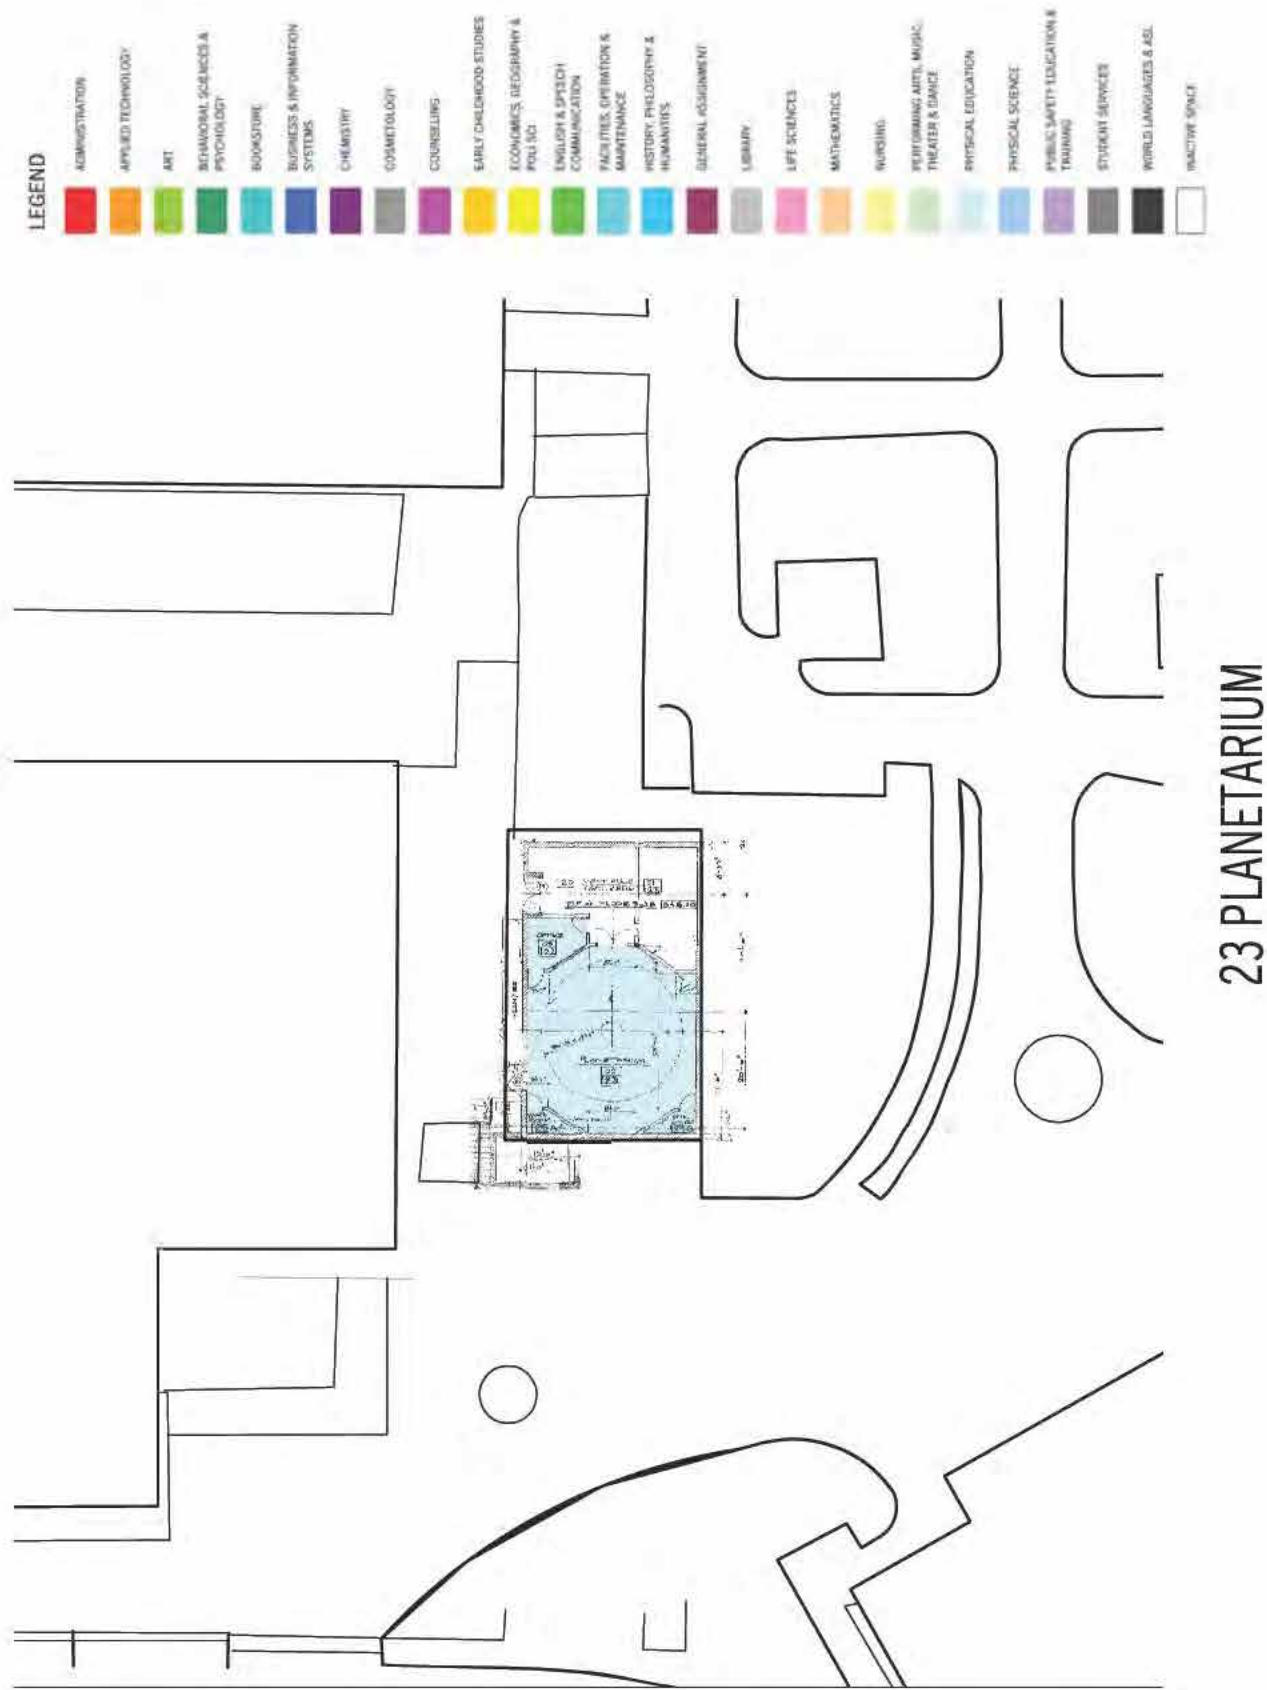 LEGEND
ADMINISTRATION
APPLIED TECHNOLOGY
ART
BEHAVIORAL SCIENCES &
PSYCHOLOGY
BOOKSTORE
BUSINESS & INFORMATION
SYSTEMS
CHEMISTRY
COSMETOLOGY
COUNSELING
EARLY CHILDHOOD STUDIES
ECONOMICS, GEOGRAPHY &
POLI SCI
ENGLISH & SPEECH
COMMUNICATION
FACILITIES, OPERATION &
MAINTENANCE
HISTORY, PHILOSOPHY &
HUMANITIES
GENERAL ASSIGNMENT
LIBRARY
LIFE SCIENCES
MATHEMATICS
NURSING
PERFORMING ARTS, MUSIC,
THEATER & DANCE
PHYSICAL EDUCATION
PHYSICAL SCIENCE
PUBLIC SAFETY EDUCATION &
TRAINING
STUDENT SERVICES
WORLD LANGUAGES & ASL
INACTIVE SPACE
OFFICE
PLANETARIUM
23 PLANETARIUM